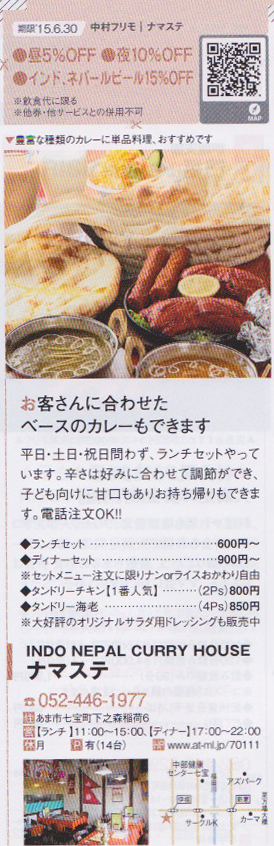 期限'15.6.30 中村フリモ | ナマステ
●昼5%OFF ●夜10%OFF
●インド、ネパールビール15%OFF
※飲食代に限る
※他券・他サービスとの併用不可
MAP
▼豊富な種類のカレーに単品料理、おすすめです
お客さんに合わせた
ベースのカレーもできます
平日・土日・祝日問わず、ランチセットやって
います。辛さは好みに合わせて調節ができ、
子ども向けに甘口もありお持ち帰りもできま
す。電話注文OK!!
◆ランチセット……………………600円〜
◆ディナーセット…………………900円〜
※セットメニュー注文に限りナンorライスおかわり自由
◆タンドリーチキン【1番人気】………(2Ps)800円
◆タンドリー海老……………………(4Ps)850円
※大好評のオリジナルサラダ用ドレッシングも販売中
INDO NEPAL CURRY HOUSE
ナマステ
☎052-446-1977
住あま市七宝町下之森稲荷6
営【ランチ】11:00〜15:00、【ディナー】17:00〜22:00
休月 P有(14台) H www.at-ml.jp/70111
中部健康
センター七宝
福田川
アズパーク
サークルK
カーマ